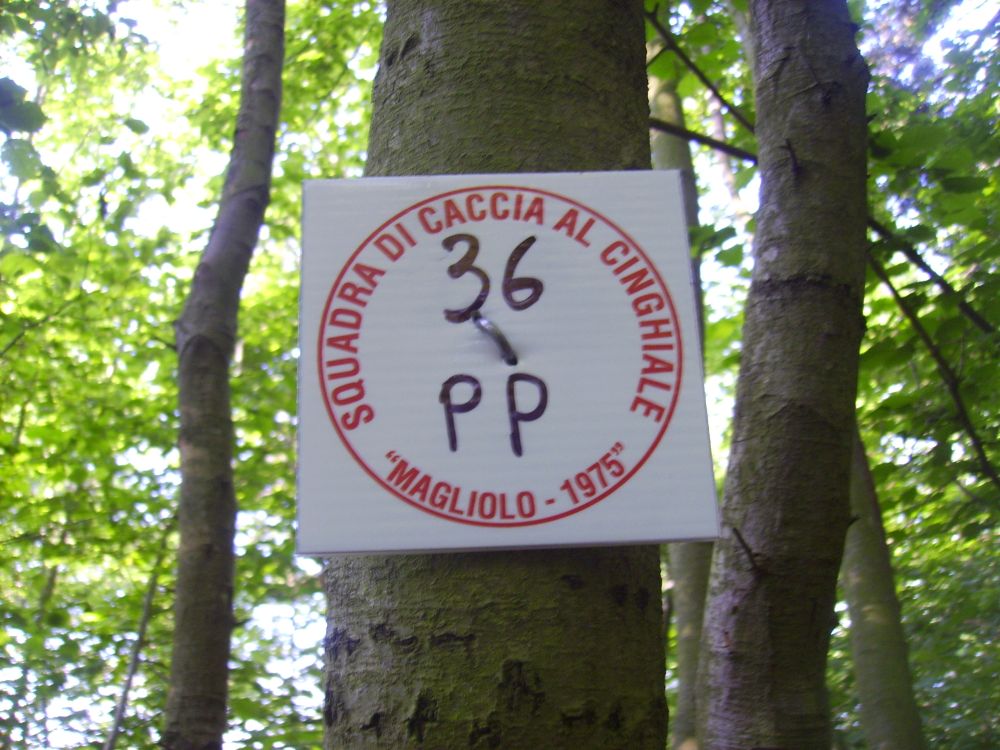 SQUADRA DI CACCIA AL CINGHIALE
36
PP
"MAGLIOLO - 1975"